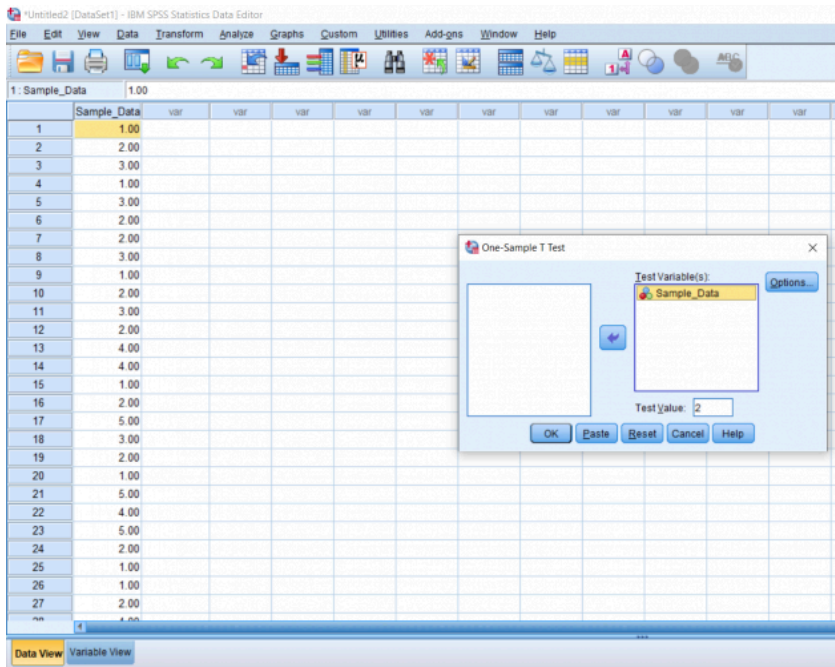 *Untitled2 [DataSet1] - IBM SPSS Statistics Data Editor
File Edit View Data Transform Analyze Graphs Custom Utilities Add-ons Window Help
1 : Sample_Data 1.00
Sample_Data var var var var var var var var var var var
1 1.00
2 2.00
3 3.00
4 1.00
5 3.00
6 2.00
7 2.00
8 3.00
9 1.00
10 2.00
11 3.00
12 2.00
13 4.00
14 4.00
15 1.00
16 2.00
17 5.00
18 3.00
19 2.00
20 1.00
21 5.00
22 4.00
23 5.00
24 2.00
25 1.00
26 1.00
27 2.00
One-Sample T Test
Test Variable(s):
Sample_Data
Options...
Test Value: 2
OK Paste Reset Cancel Help
Data View Variable View